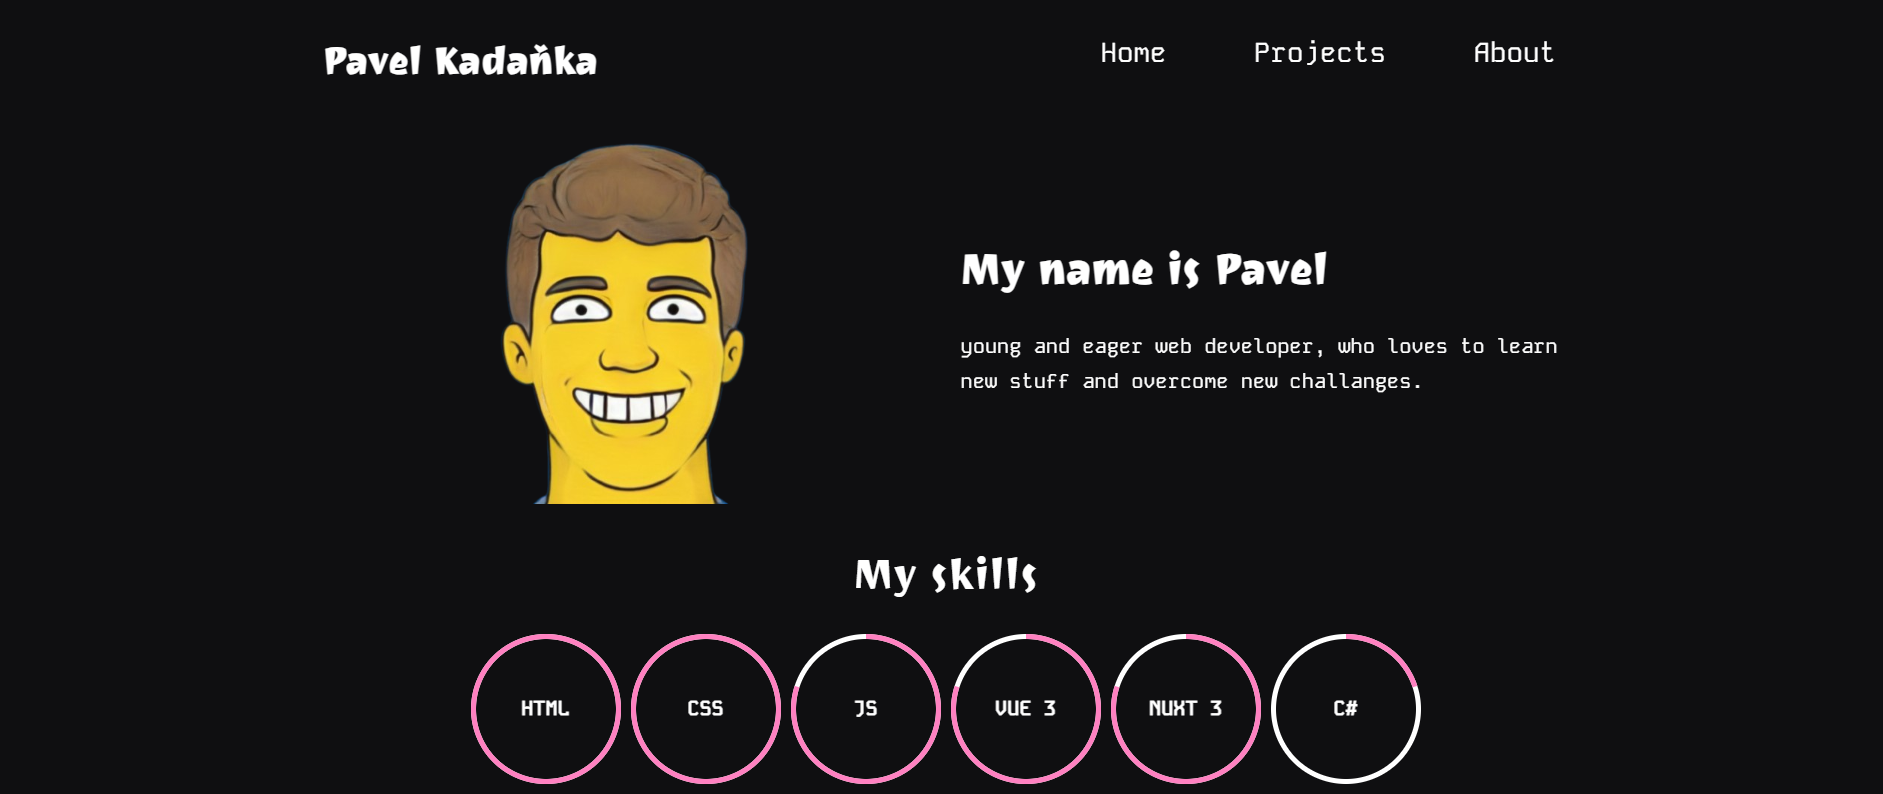 Pavel Kadaňka
Home Projects About
My name is Pavel
young and eager web developer, who loves to learn
new stuff and overcome new challanges.
My skills
HTML CSS JS VUE 3 NUXT 3 C#